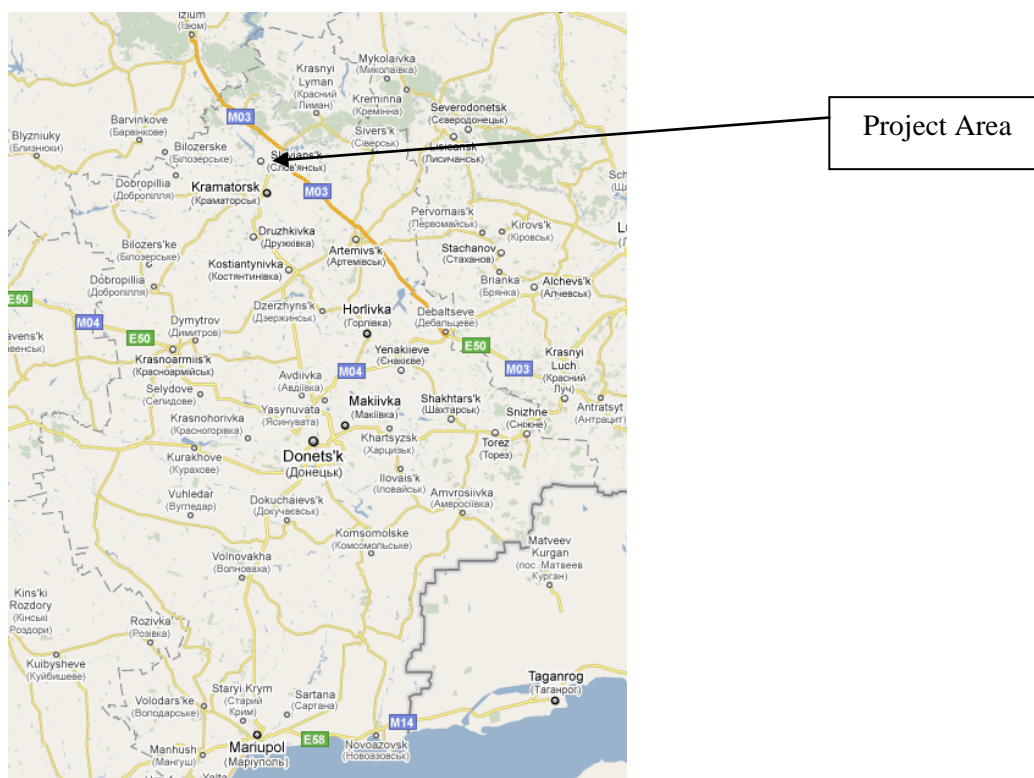 Izium
(Ізюм)
Mykolaivka
(Миколаївка)
Krasnyi
Lyman
(Красний
Лиман)
Kreminna
(Кремінна)
Severodonetsk
(Сєверодонецьк)
M03
Barvinkove
(Барвінкове)
Project Area
Blyzniuky
(Близнюки)
Bilozerske
(Білозерське)
Sivers'k
(Сіверськ)
Lisican'sk
(Лисичанськ)
(Слов'янськ)
Dobropillia
(Добропілля)
Kramatorsk
(Краматорськ)
M03
Pervomais'k
(Первомайськ)
Kirovs'k
(Кіровськ)
Druzhkivka
(Дружківка)
Bilozers'ke
(Білозерське)
Artemivs'k
(Артемівськ)
Stachanov
(Стаханов)
Kostiantynivka
(Костянтинівка)
Brianka
(Брянка)
Alchevs'k
(Алчевськ)
Dobropillia
(Добропілля)
E50
Dzerzhyns'k
(Дзержинськ)
Horlivka
(Горлівка)
Debaltseve
(Дебальцеве)
M04
Dymytrov
(Димитров)
E50
Yenakiieve
(Єнакієве)
E50
Krasnoarmiis'k
(Красноармійськ)
M04
M03
Krasnyi
Luch
(Красний
Луч)
Avdiivka
(Авдіївка)
Selydove
(Селидове)
Yasynuvata
(Ясинувата)
Makiivka
(Макіївка)
Shakhtars'k
(Шахтарськ)
Snizhne
(Сніжне)
Antratsyt
(Антрацит)
Krasnohorivka
(Красногорівка)
Khartsyzsk
(Харцизьк)
Torez
(Торез)
Kurakhove
(Курахове)
Donets'k
(Донецьк)
Ilovais'k
(Іловайськ)
Vuhledar
(Вугледар)
Dokuchaievs'k
(Докучаєвськ)
Amvrosiivka
(Амвросіївка)
Komsomolske
(Комсомольське)
Matveev
Kurgan
(пос. Матвеев
Курган)
Volnovakha
(Волноваха)
Kins'ki
Rozdory
(Кінські
Роздори)
Rozivka
(Розівка)
Kuibysheve
(Куйбишеве)
Taganrog
(Таганрог)
Staryi Krym
(Старий
Крим)
Sartana
(Сартана)
Volodars'ke
(Володарське)
M14
E58
Manhush
(Мангуш)
Mariupol
(Маріуполь)
Novoazovsk
(Новоазовськ)
Yalta